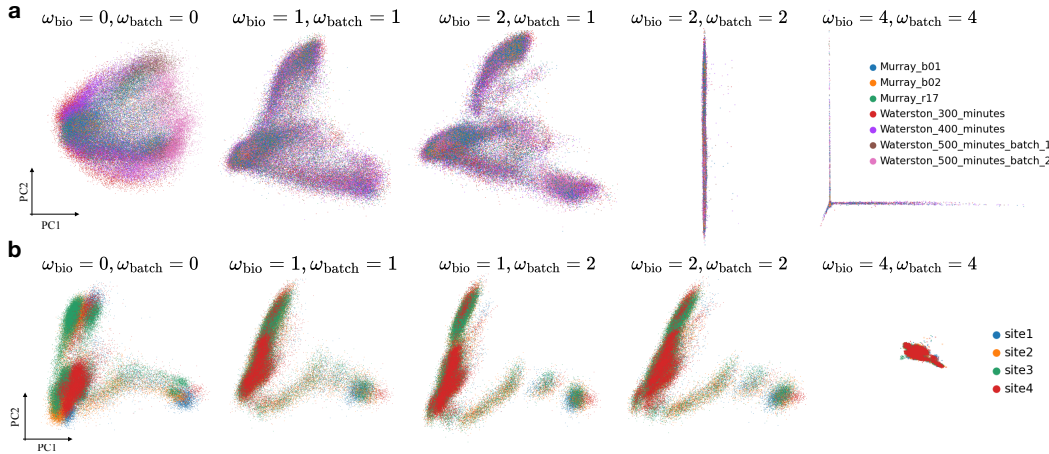 a
ω_bio = 0, ω_batch = 0
ω_bio = 1, ω_batch = 1
ω_bio = 2, ω_batch = 1
ω_bio = 2, ω_batch = 2
ω_bio = 4, ω_batch = 4
Murray_b01
Murray_b02
Murray_r17
Waterston_300_minutes
Waterston_400_minutes
Waterston_500_minutes_batch_1
Waterston_500_minutes_batch_2
PC2
PC1
b
ω_bio = 0, ω_batch = 0
ω_bio = 1, ω_batch = 1
ω_bio = 1, ω_batch = 2
ω_bio = 2, ω_batch = 2
ω_bio = 4, ω_batch = 4
site1
site2
site3
site4
PC2
PC1